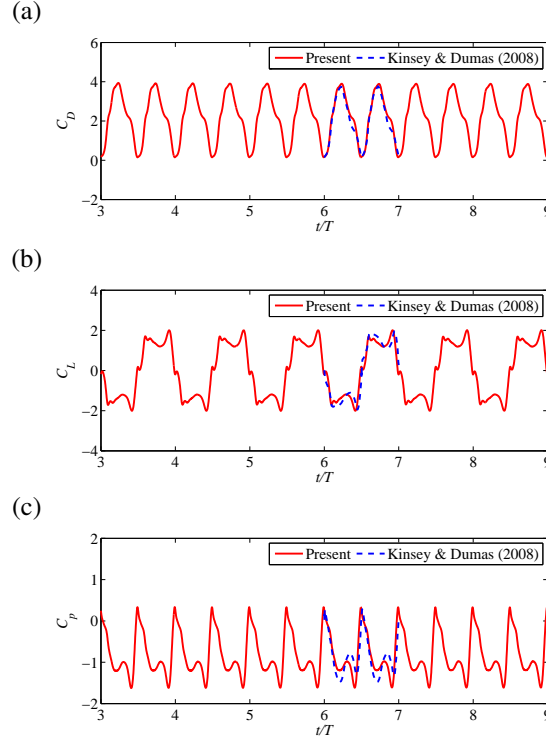 (a)
6
4
2
0
−2
C_D
Present
Kinsey & Dumas (2008)
3 4 5 6 7 8 9
t/T
(b)
4
2
0
−2
−4
C_L
Present
Kinsey & Dumas (2008)
3 4 5 6 7 8 9
t/T
(c)
2
1
0
−1
−2
C_p
Present
Kinsey & Dumas (2008)
3 4 5 6 7 8 9
t/T